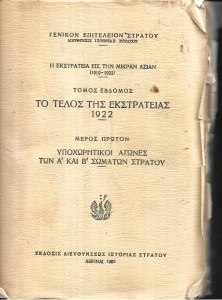 ΓΕΝΙΚΟΝ ΕΠΙΤΕΛΕΙΟΝ ΣΤΡΑΤΟΥ
ΔΙΕΥΘΥΝΣΙΣ ΙΣΤΟΡΙΑΣ ΣΤΡΑΤΟΥ
Η ΕΚΣΤΡΑΤΕΙΑ ΕΙΣ ΤΗΝ ΜΙΚΡΑΝ ΑΣΙΑΝ
(1919-1922)
ΤΟΜΟΣ ΕΒΔΟΜΟΣ
ΤΟ ΤΕΛΟΣ ΤΗΣ ΕΚΣΤΡΑΤΕΙΑΣ
1922
ΜΕΡΟΣ ΠΡΩΤΟΝ
ΥΠΟΧΩΡΗΤΙΚΟΙ ΑΓΩΝΕΣ
ΤΩΝ Α' ΚΑΙ Β' ΣΩΜΑΤΩΝ ΣΤΡΑΤΟΥ
ΕΚΔΟΣΙΣ ΔΙΕΥΘΥΝΣΕΩΣ ΙΣΤΟΡΙΑΣ ΣΤΡΑΤΟΥ
ΑΘΗΝΑΙ